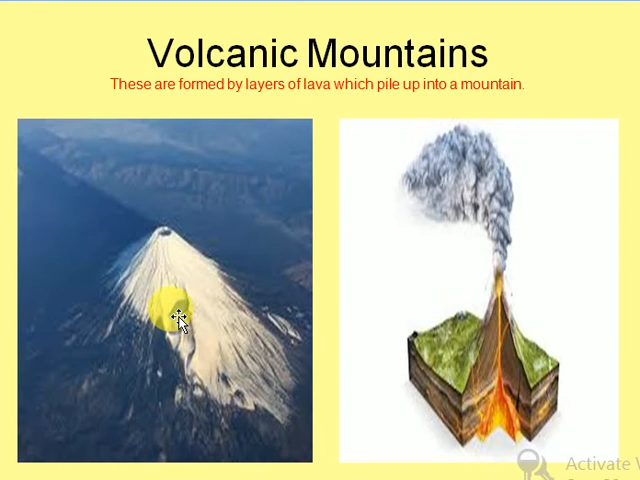 Volcanic Mountains
These are formed by layers of lava which pile up into a mountain.
Activate